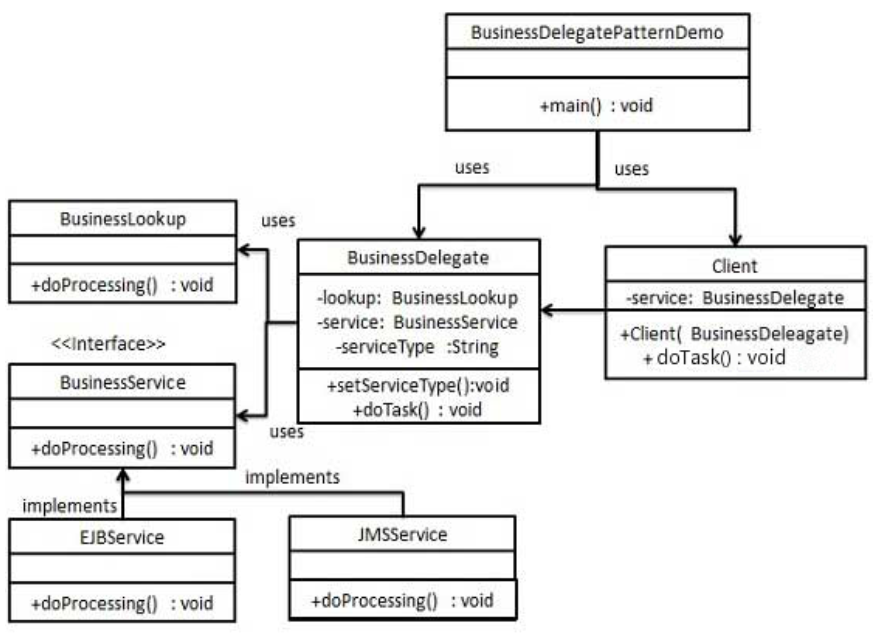 BusinessDelegatePatternDemo
+main() : void
uses
uses
BusinessLookup
+doProcessing() : void
uses
BusinessDelegate
-lookup: BusinessLookup
-service: BusinessService
-serviceType :String
+setServiceType():void
+doTask() : void
Client
-service: BusinessDelegate
+Client( BusinessDeleagate)
+ doTask() : void
<<Interface>>
BusinessService
+doProcessing() : void
uses
implements
implements
EJBService
+doProcessing() : void
JMSService
+doProcessing() : void